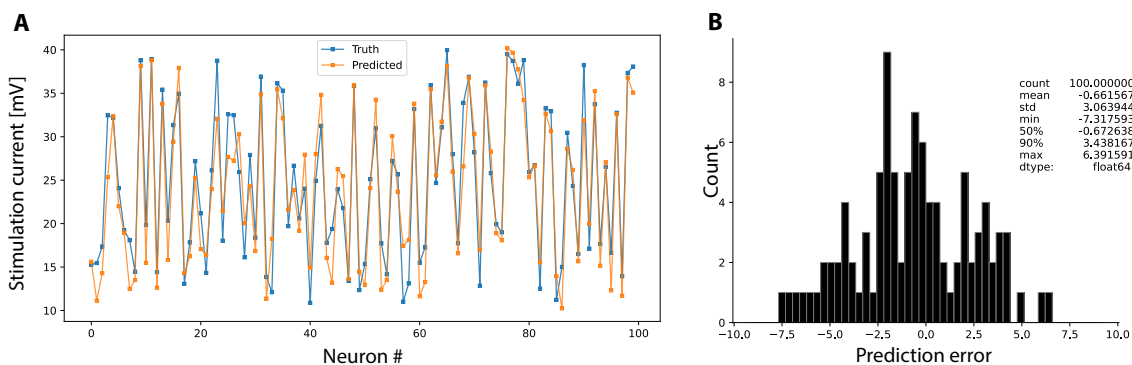 A
Stimulation current [mV]
40
35
30
25
20
15
10
Truth
Predicted
0
20
40
60
80
100
Neuron #
B
Count
8
6
4
2
0
count 100.000000
mean -0.661567
std 3.063944
min -7.317593
50% -0.672638
90% 3.438167
max 6.391591
dtype: float64
−10.0
−7.5
−5.0
−2.5
0.0
2.5
5.0
7.5
10.0
Prediction error